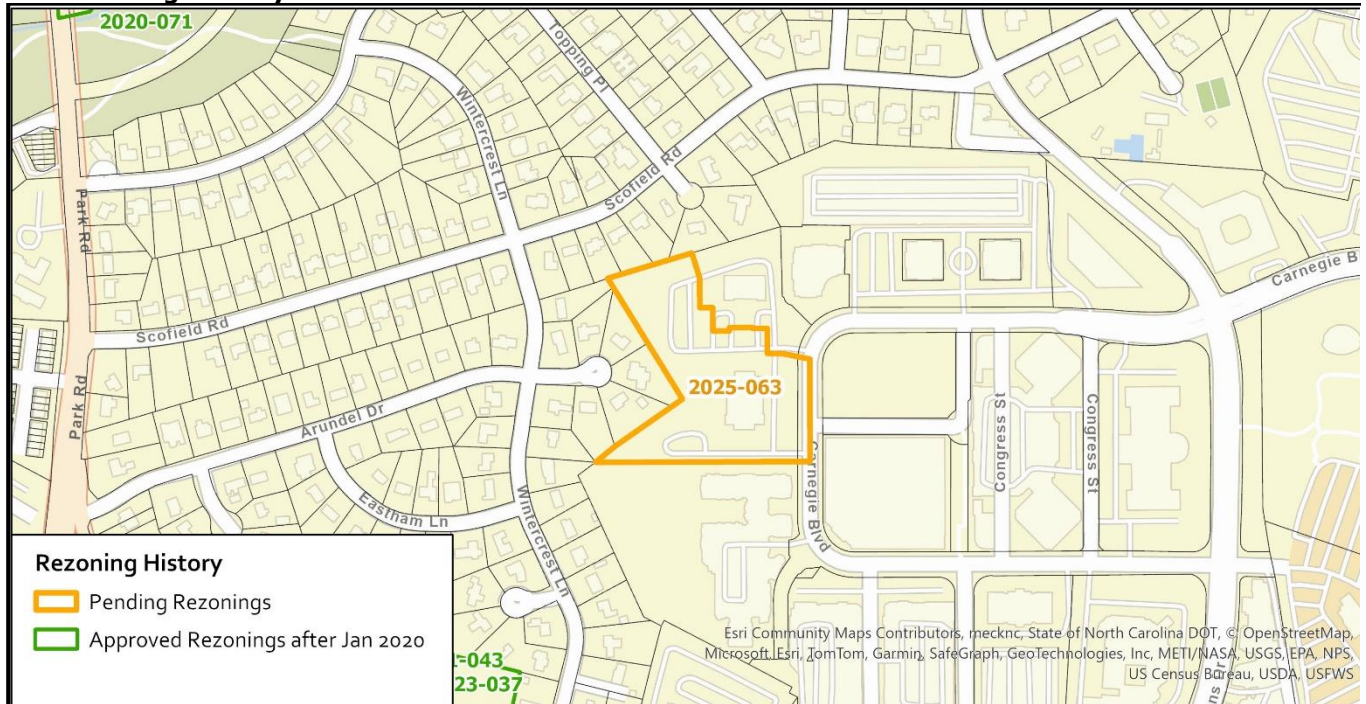 2020-071
Topping Pl
Wintercrest Ln
Scofield Rd
Park Rd
Carnegie Bl
Scofield Rd
2025-063
Park Rd
Arundel Dr
Congress St
Congress St
Eastham Ln
Wintercrest Ln
Carnegie Blvd
Rezoning History
Pending Rezonings
Approved Rezonings after Jan 2020
-043
23-037
Esri Community Maps Contributors, mecknc, State of North Carolina DOT, © OpenStreetMap,
Microsoft, Esri, TomTom, Garmin, SafeGraph, GeoTechnologies, Inc, METI/NASA, USGS, EPA, NPS,
US Census Bureau, USDA, USFWS